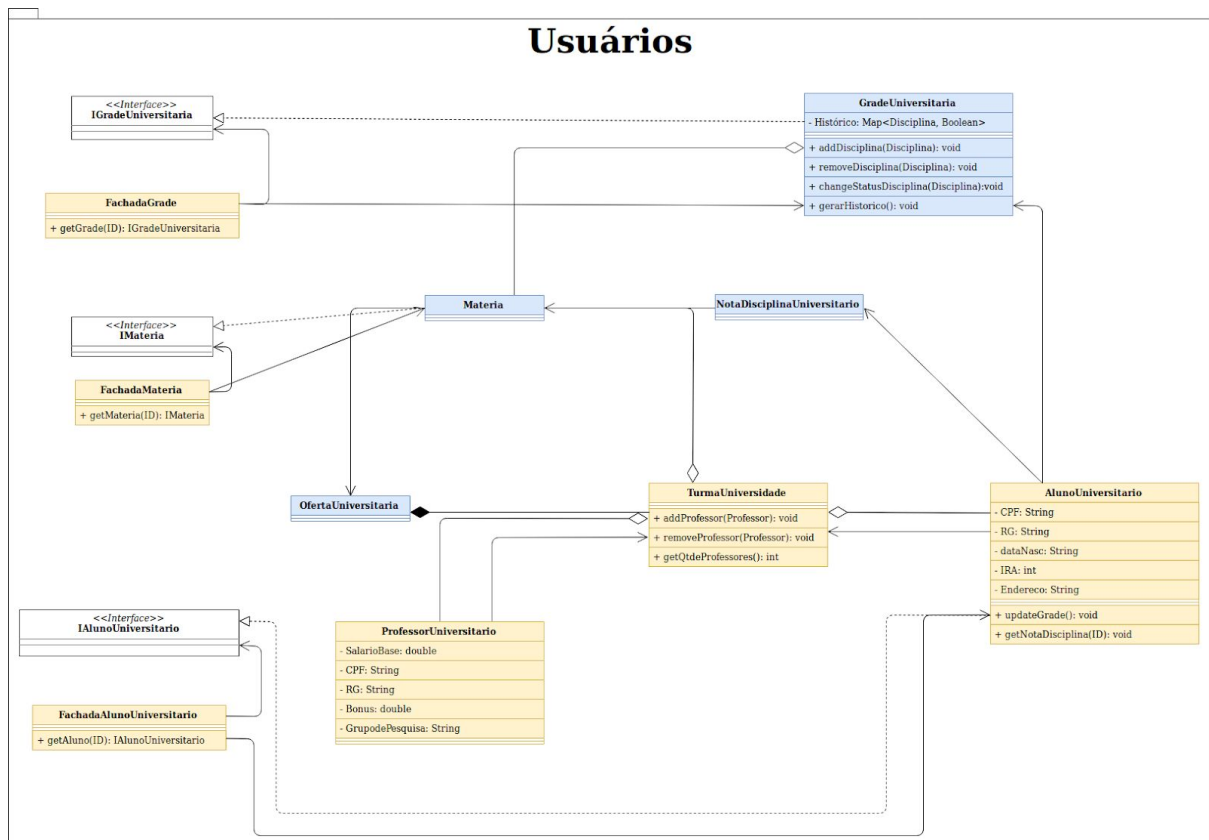 Usuários
<<Interface>>
IGradeUniversitaria
GradeUniversitaria
- Histórico: Map<Disciplina, Boolean>
+ addDisciplina(Disciplina): void
+ removeDisciplina(Disciplina): void
+ changeStatusDisciplina(Disciplina):void
+ gerarHistorico(): void
FachadaGrade
+ getGrade(ID): IGradeUniversitaria
Materia
NotaDisciplinaUniversitario
<<Interface>>
IMateria
FachadaMateria
+ getMateria(ID): IMateria
OfertaUniversitaria
TurmaUniversidade
+ addProfessor(Professor): void
+ removeProfessor(Professor): void
+ getQtdeProfessores(): int
AlunoUniversitario
- CPF: String
- RG: String
- dataNasc: String
- IRA: int
- Endereco: String
+ updateGrade(): void
+ getNotaDisciplina(ID): void
<<Interface>>
IAlunoUniversitario
ProfessorUniversitario
- SalarioBase: double
- CPF: String
- RG: String
- Bonus: double
- GrupodePesquisa: String
FachadaAlunoUniversitario
+ getAluno(ID): IAlunoUniversitario